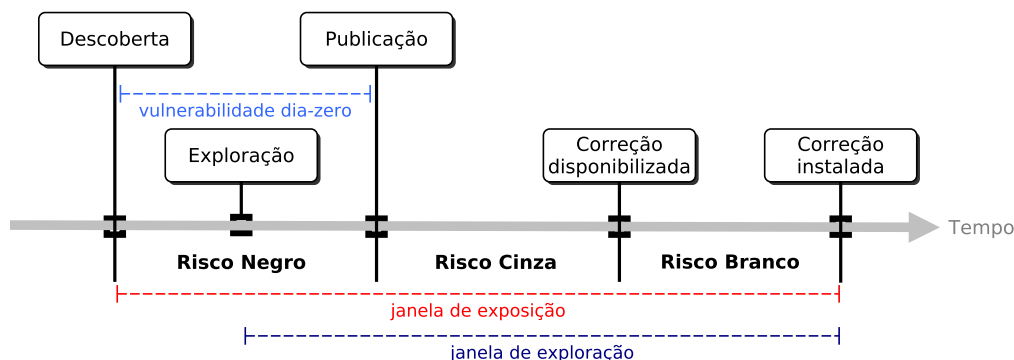 Descoberta
Publicação
vulnerabilidade dia-zero
Exploração
Correção
disponibilizada
Correção
instalada
Tempo
Risco Negro
Risco Cinza
Risco Branco
janela de exposição
janela de exploração